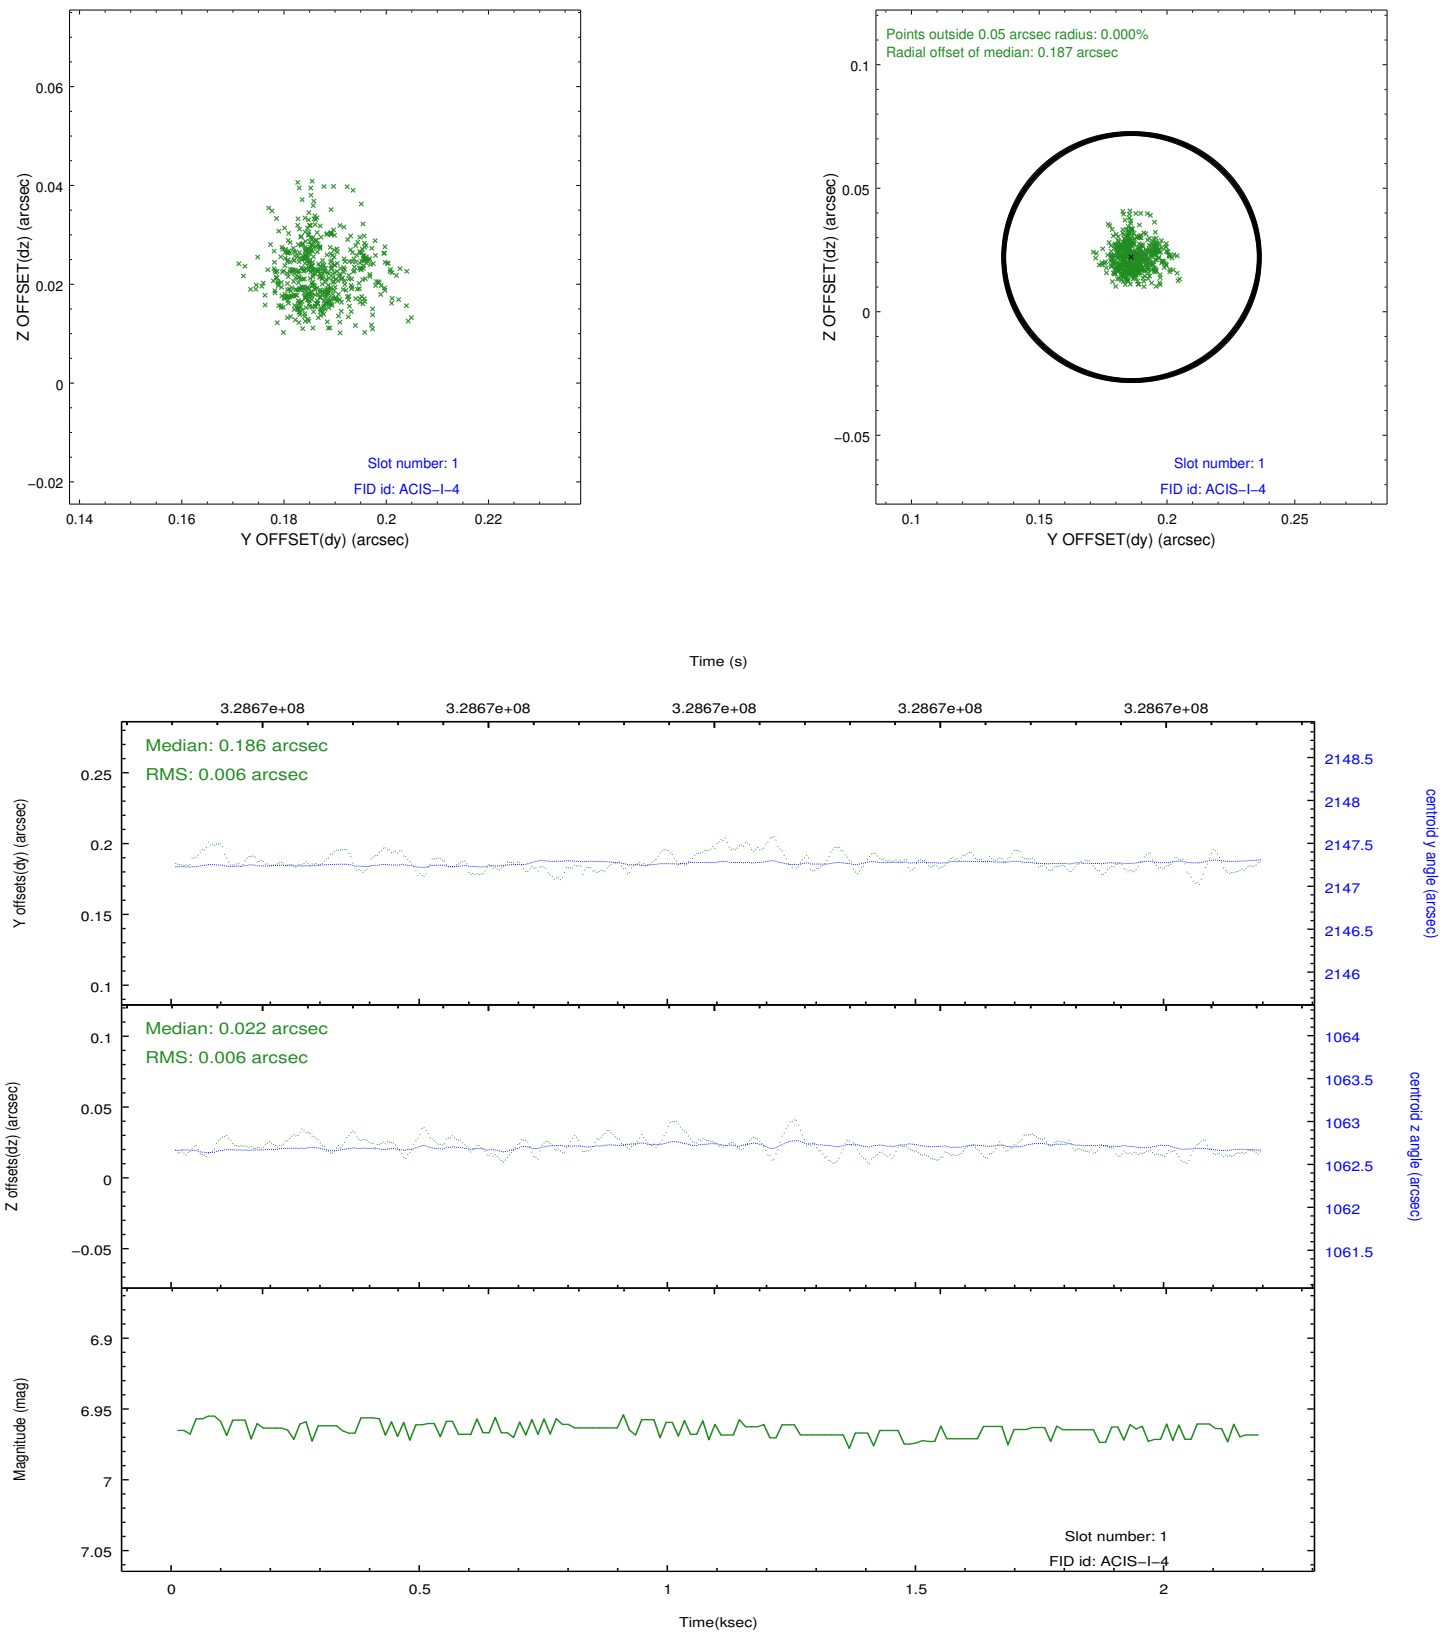 0.06
0.04
0.02
0
−0.02
Z OFFSET(dz) (arcsec)
Slot number: 1
FID id: ACIS−I−4
0.14 0.16 0.18 0.2 0.22
Y OFFSET(dy) (arcsec)
Points outside 0.05 arcsec radius: 0.000%
Radial offset of median: 0.187 arcsec
0.1
0.05
0
−0.05
Z OFFSET(dz) (arcsec)
Slot number: 1
FID id: ACIS−I−4
0.1 0.15 0.2 0.25
Y OFFSET(dy) (arcsec)
Time (s)
3.2867e+08 3.2867e+08 3.2867e+08 3.2867e+08 3.2867e+08
Median: 0.186 arcsec
RMS: 0.006 arcsec
0.25
0.2
0.15
0.1
Y offsets(dy) (arcsec)
2148.5
2148
2147.5
2147
2146.5
2146
centroid y angle (arcsec)
Median: 0.022 arcsec
RMS: 0.006 arcsec
0.1
0.05
0
−0.05
Z offsets(dz) (arcsec)
1064
1063.5
1063
1062.5
1062
1061.5
centroid z angle (arcsec)
6.9
6.95
7
7.05
Magnitude (mag)
Slot number: 1
FID id: ACIS−I−4
0 0.5 1 1.5 2
Time(ksec)